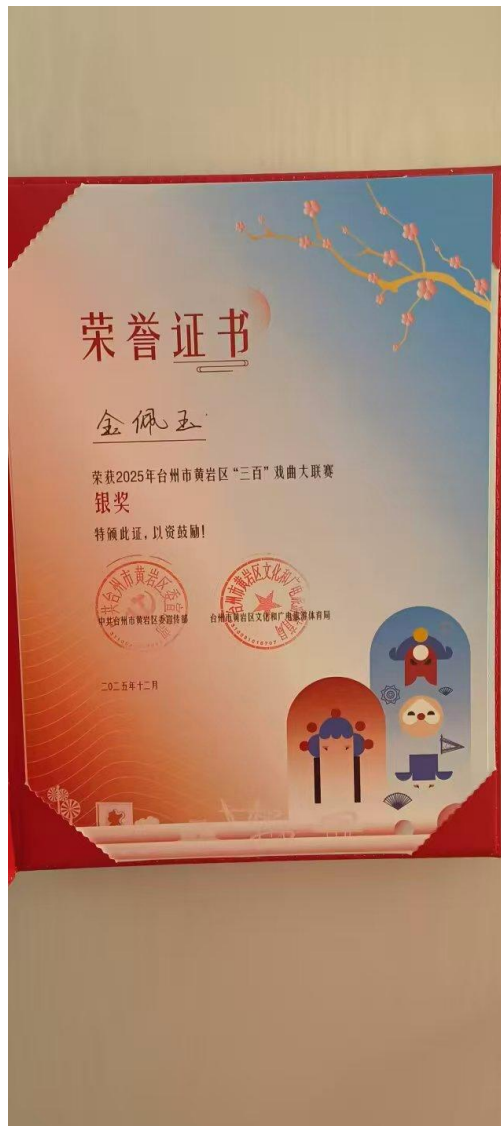 荣誉证书
金佩玉
荣获2025年台州市黄岩区“三百”戏曲大联赛
银奖
特颁此证，以资鼓励！
中共台州市黄岩区委宣传部
台州市黄岩区文化和广电旅游体育局
二〇二五年十二月